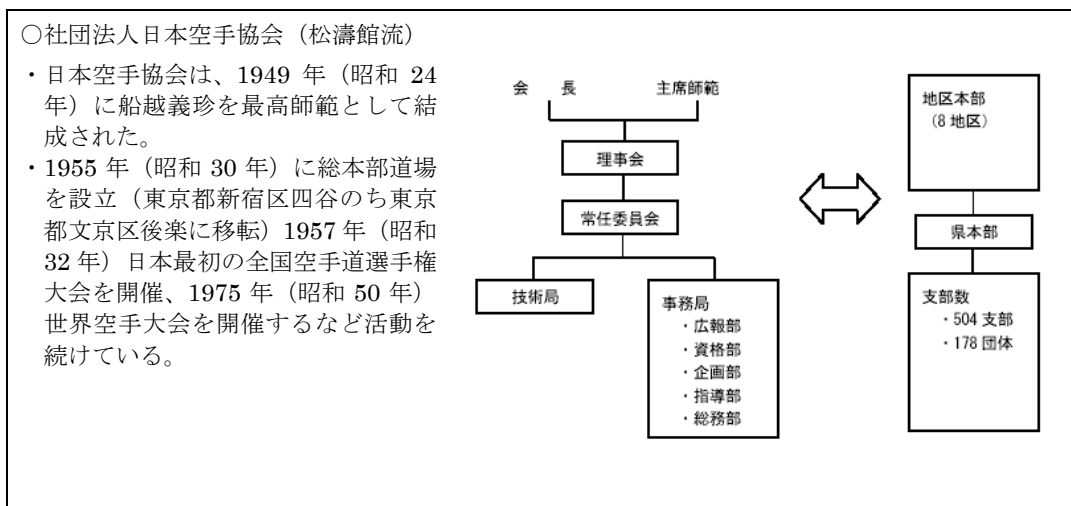 ○社団法人日本空手協会（松濤館流）
・日本空手協会は、1949 年（昭和 24
年）に船越義珍を最高師範として結
成された。
・1955 年（昭和 30 年）に総本部道場
を設立（東京都新宿区四谷のち東京
都文京区後楽に移転）1957 年（昭和
32 年）日本最初の全国空手道選手権
大会を開催、1975 年（昭和 50 年）
世界空手大会を開催するなど活動を
続けている。
会　長
主席師範
理事会
常任委員会
技術局
事務局
・広報部
・資格部
・企画部
・指導部
・総務部
地区本部
（8 地区）
県本部
支部数
・504 支部
・178 団体